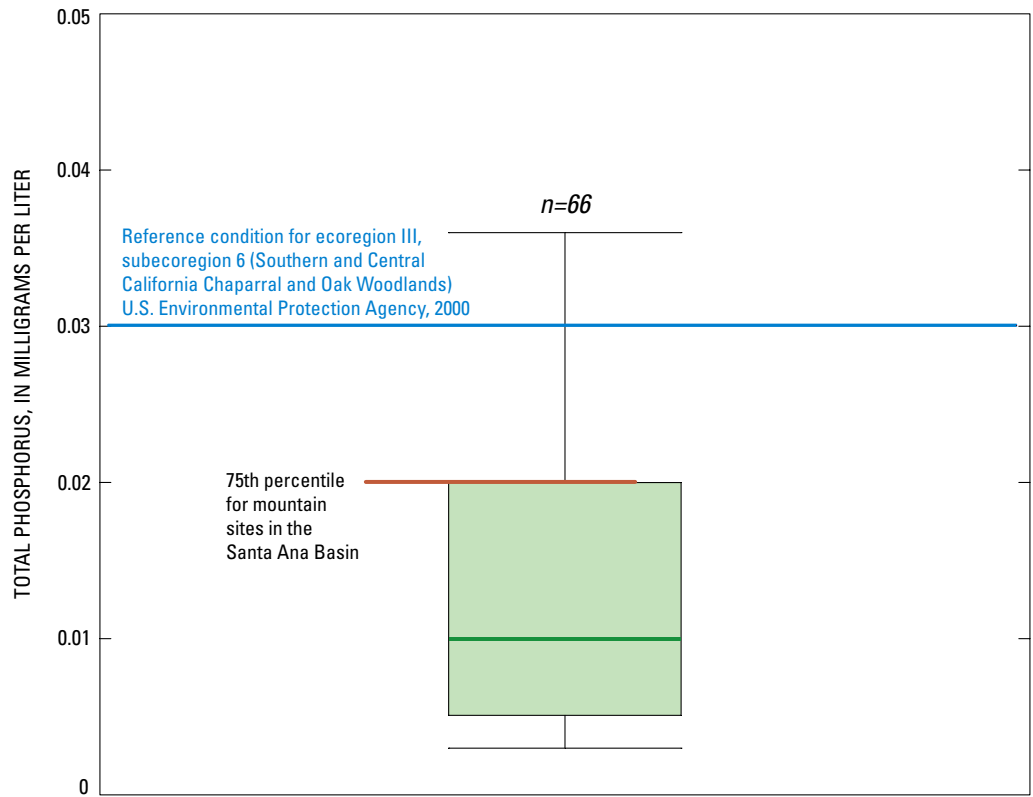 0.05
0.04
0.03
0.02
0.01
0
TOTAL PHOSPHORUS, IN MILLIGRAMS PER LITER
n=66
Reference condition for ecoregion III,
subecoregion 6 (Southern and Central
California Chaparral and Oak Woodlands)
U.S. Environmental Protection Agency, 2000
75th percentile
for mountain
sites in the
Santa Ana Basin